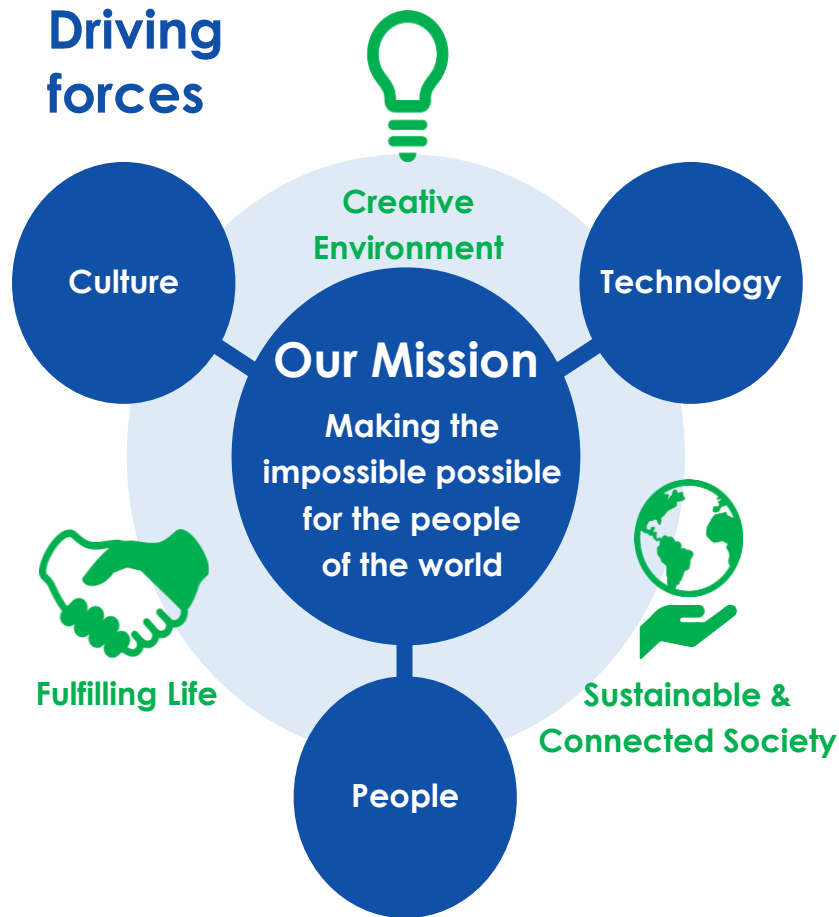 Driving
forces
Creative
Environment
Culture
Technology
Our Mission
Making the
impossible possible
for the people
of the world
Fulfilling Life
Sustainable &
Connected Society
People